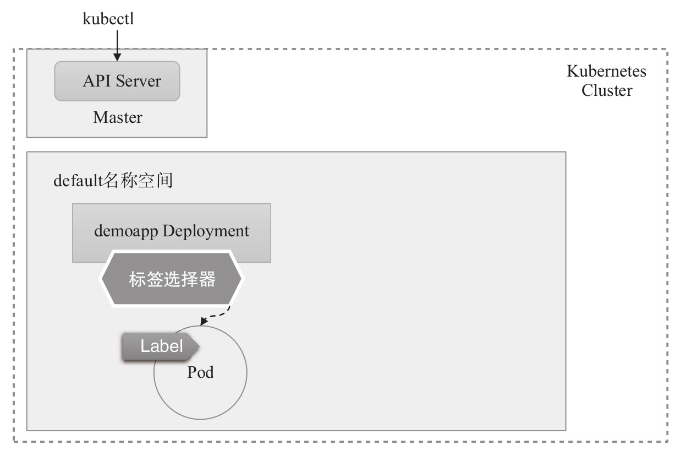 kubectl
API Server
Master
Kubernetes
Cluster
default名称空间
demoapp Deployment
标签选择器
Label
Pod